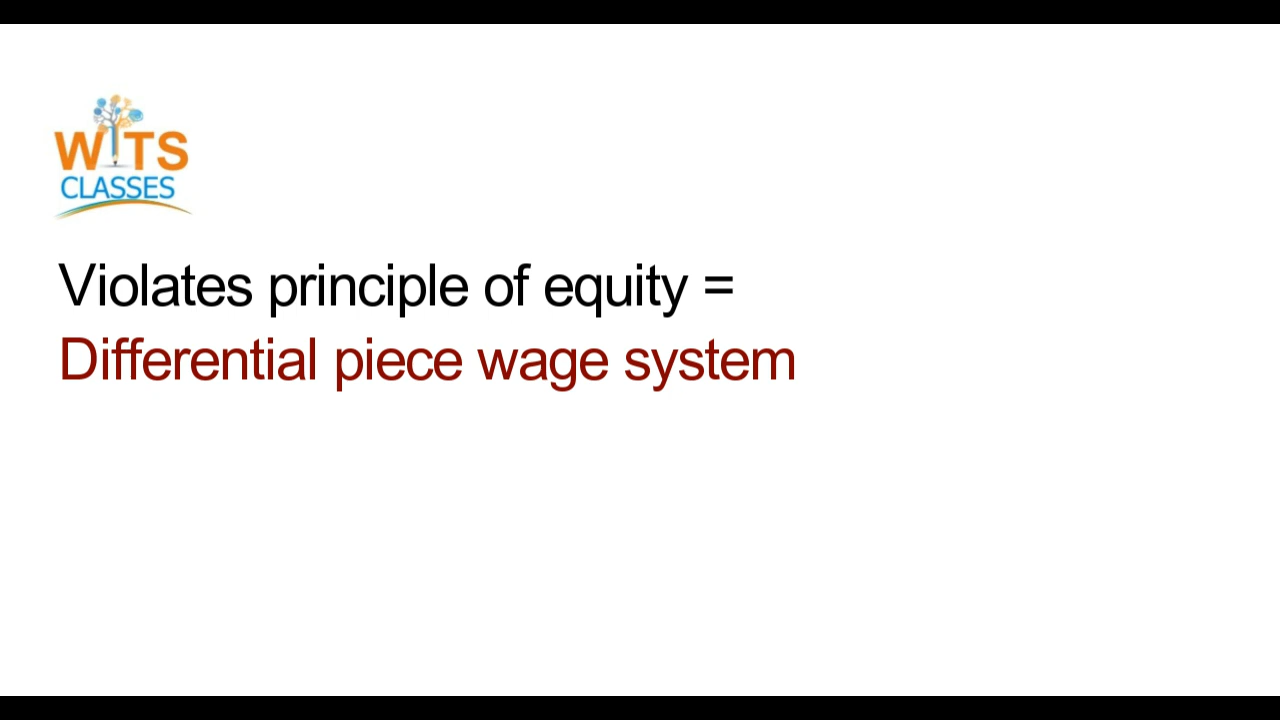 WITS
CLASSES
Violates principle of equity =
Differential piece wage system